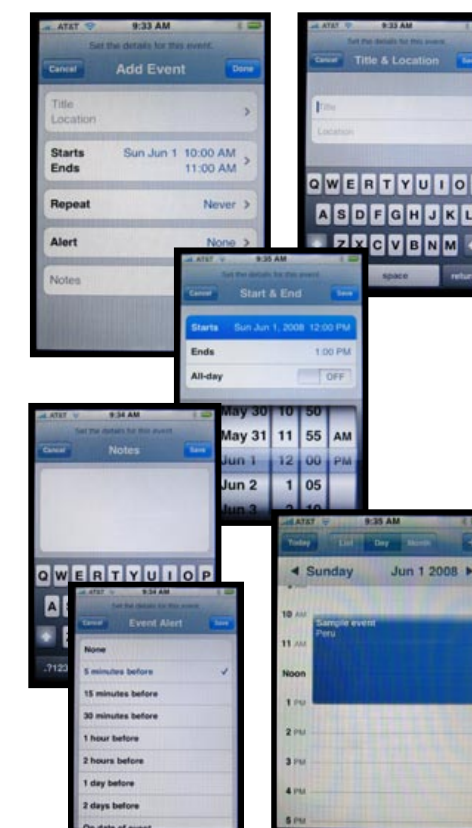 AT&T 9:33 AM
Set the details for this event.
Cancel Add Event Done
Title
Location
Starts Sun Jun 1 10:00 AM
Ends 11:00 AM
Repeat Never
Alert None
Notes
AT&T 9:33 AM
Set the details for this event.
Cancel Title & Location
Title
Location
Q W E R T Y U I O
A S D F G H J K L
Z X C V B N M
space
AT&T 9:35 AM
Set the details for this event.
Cancel Start & End Save
Starts Sun Jun 1, 2008 12:00 PM
Ends 1:00 PM
All-day OFF
May 30 10 50
May 31 11 55 AM
Jun 1 12 00 PM
Jun 2 1 05
Jun 3 2 10
AT&T 9:34 AM
Set the details for this event.
Cancel Notes Save
Q W E R T Y U I O P
A
.?123
AT&T 9:34 AM
Set the details for this event.
Cancel Event Alert Save
None
5 minutes before
15 minutes before
30 minutes before
1 hour before
2 hours before
1 day before
2 days before
On date of event
AT&T 9:35 AM
Today List Day Month
Sunday Jun 1 2008
10 AM
Sample event
Peru
11 AM
Noon
1 PM
2 PM
3 PM
4 PM
5 PM